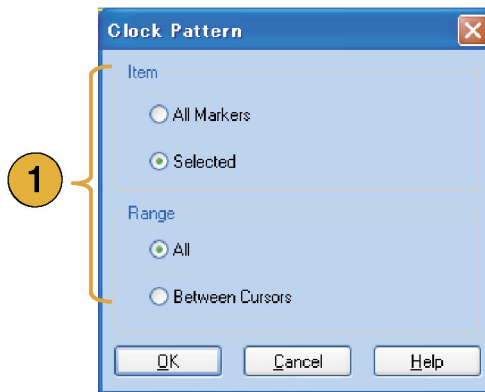 Clock Pattern
Item
All Markers
Selected
1
Range
All
Between Cursors
OK Cancel Help